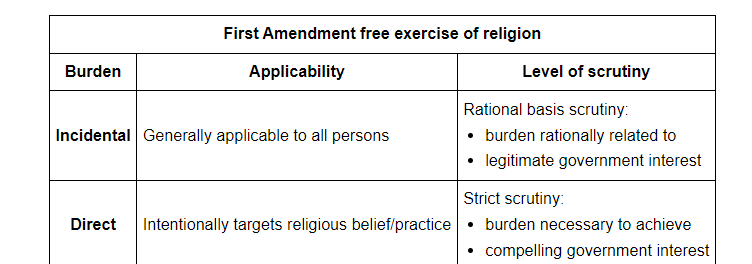 First Amendment free exercise of religion
Burden Applicability Level of scrutiny
Incidental Generally applicable to all persons
Rational basis scrutiny:
• burden rationally related to
• legitimate government interest
Direct Intentionally targets religious belief/practice
Strict scrutiny:
• burden necessary to achieve
• compelling government interest